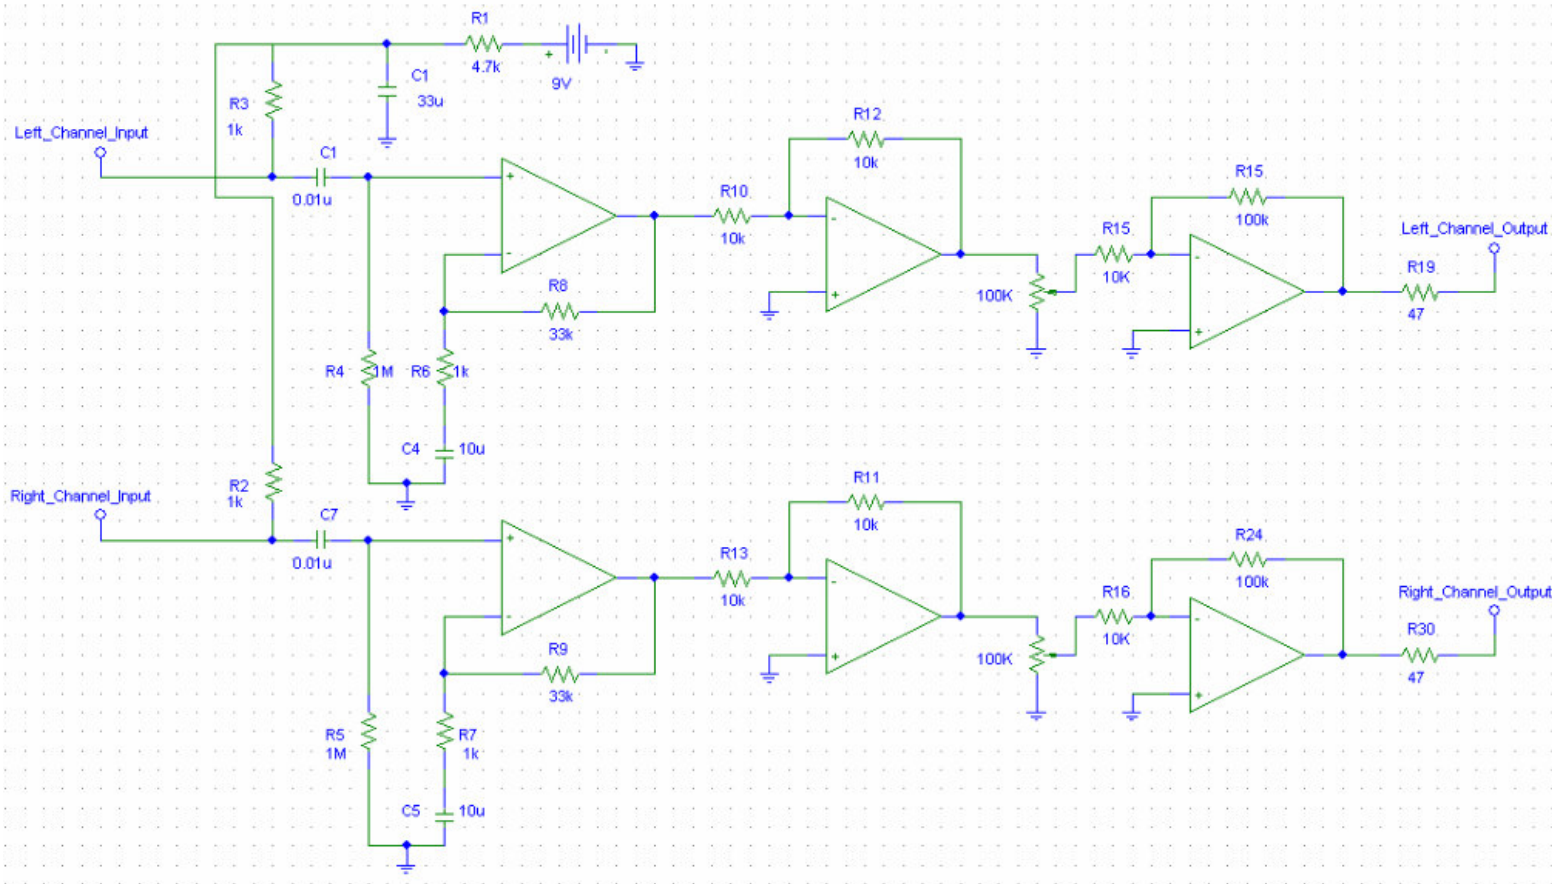 R1
4.7k
+
-
9V
C1
33u
R3
1k
Left_Channel_Input
C1
0.01u
+
-
R8
33k
R4
1M
R6
1k
C4
10u
R10
10k
R12
10k
-
+
100K
R15
10K
R15
100k
-
+
R19
47
Left_Channel_Output
R2
1k
Right_Channel_Input
C7
0.01u
+
-
R9
33k
R5
1M
R7
1k
C5
10u
R13
10k
R11
10k
-
+
100K
R16
10K
R24
100k
-
+
R30
47
Right_Channel_Output